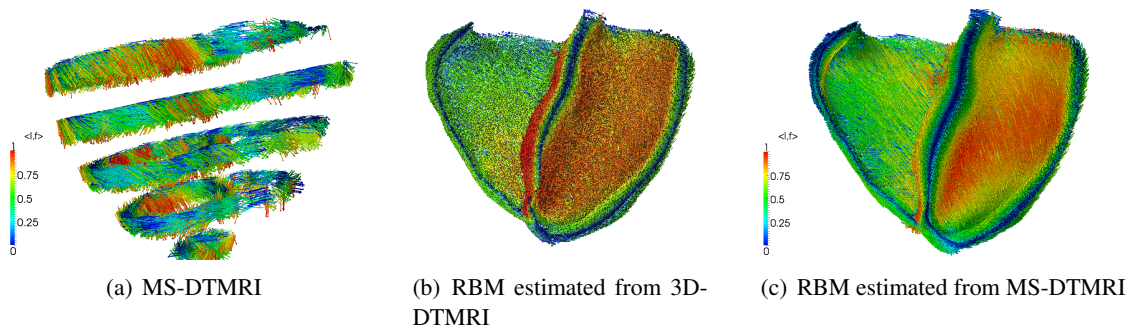 <l,f>
1
0.75
0.5
0.25
0
<l,f>
1
0.75
0.5
0.25
0
(a) MS-DTMRI
(b) RBM estimated from 3D-
DTMRI
(c) RBM estimated from MS-DTMRI